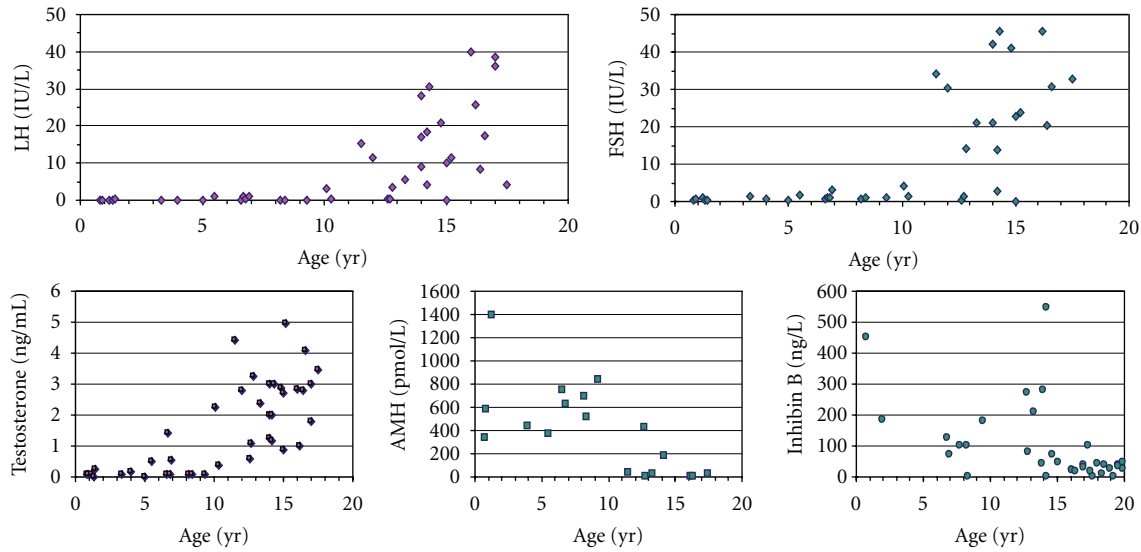 50
40
30
20
10
0
LH (IU/L)
0 5 10 15 20
Age (yr)
50
40
30
20
10
0
FSH (IU/L)
0 5 10 15 20
Age (yr)
6
5
4
3
2
1
0
Testosterone (ng/mL)
0 5 10 15 20
Age (yr)
1600
1400
1200
1000
800
600
400
200
0
AMH (pmol/L)
0 5 10 15 20
Age (yr)
600
500
400
300
200
100
0
Inhibin B (ng/L)
0 5 10 15 20
Age (yr)